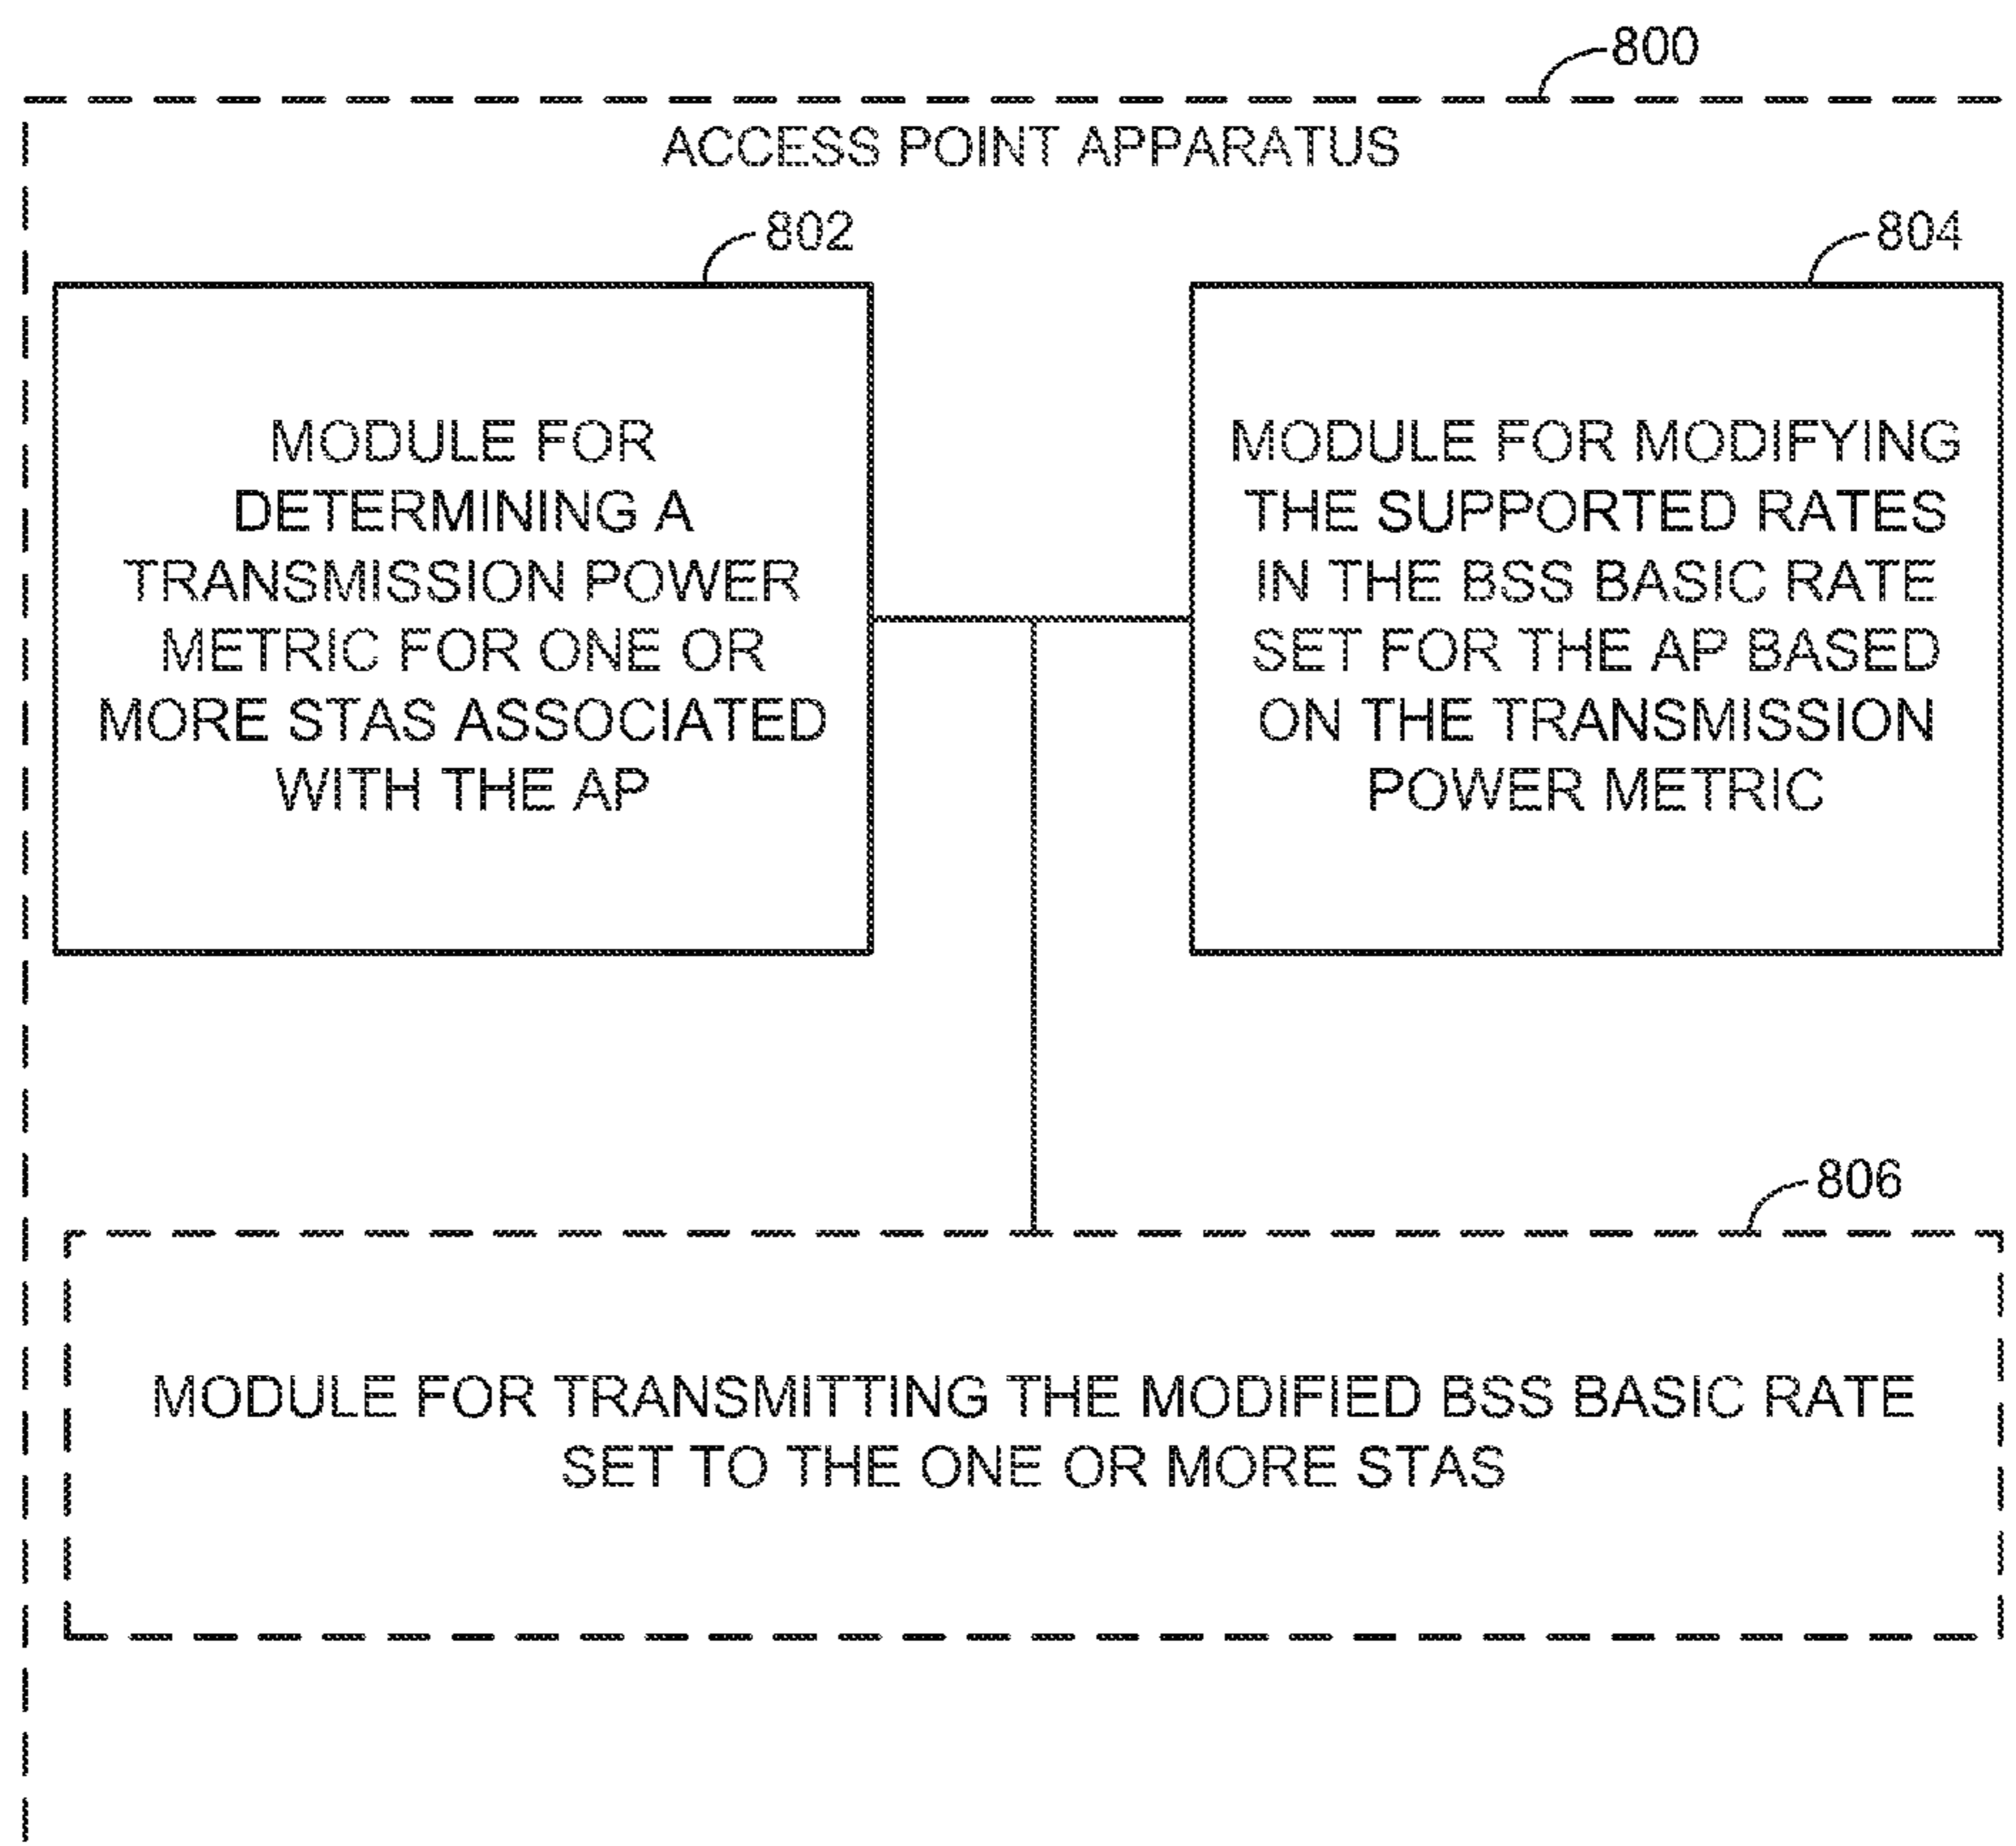 800
ACCESS POINT APPARATUS
802
804
MODULE FOR
DETERMINING A
TRANSMISSION POWER
METRIC FOR ONE OR
MORE STAS ASSOCIATED
WITH THE AP
MODULE FOR MODIFYING
THE SUPPORTED RATES
IN THE BSS BASIC RATE
SET FOR THE AP BASED
ON THE TRANSMISSION
POWER METRIC
806
MODULE FOR TRANSMITTING THE MODIFIED BSS BASIC RATE
SET TO THE ONE OR MORE STAS